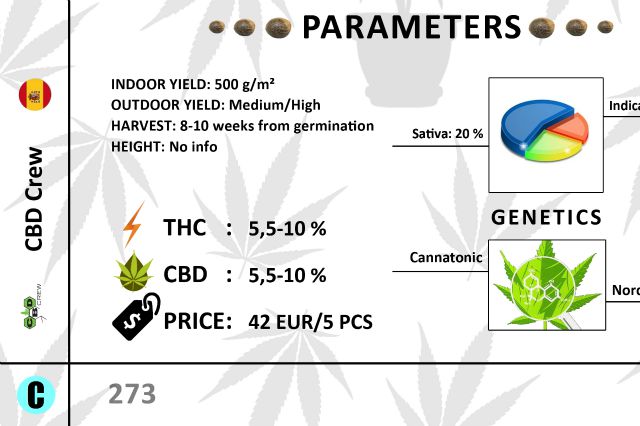 PARAMETERS
INDOOR YIELD: 500 g/m²
OUTDOOR YIELD: Medium/High
HARVEST: 8-10 weeks from germination
HEIGHT: No info
Sativa: 20 %
Indica
CBD Crew
THC : 5,5-10 %
CBD : 5,5-10 %
PRICE: 42 EUR/5 PCS
GENETICS
Cannatonic
Nord
CBD CREW
C
273